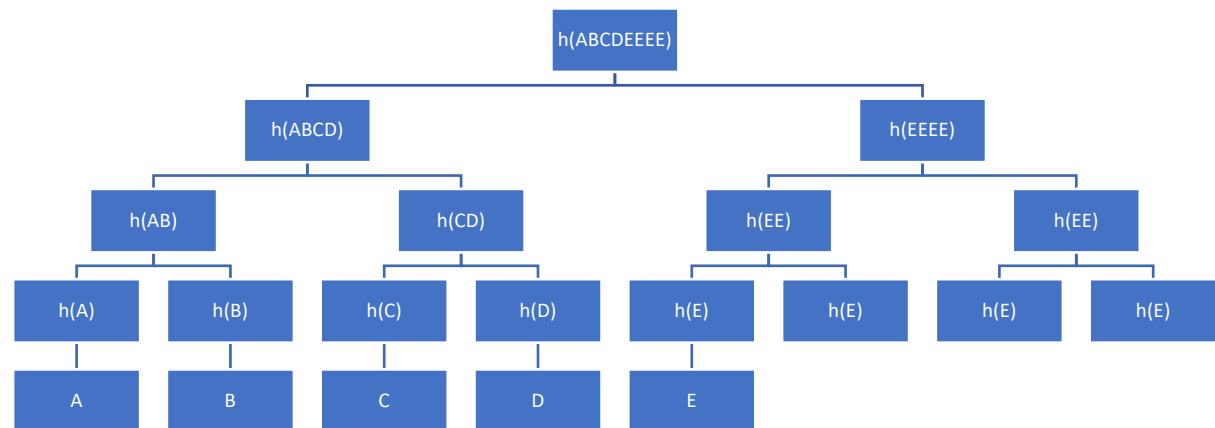 h(ABCDEEEE)
h(ABCD)
h(EEEE)
h(AB)
h(CD)
h(EE)
h(EE)
h(A)
h(B)
h(C)
h(D)
h(E)
h(E)
h(E)
h(E)
A
B
C
D
E